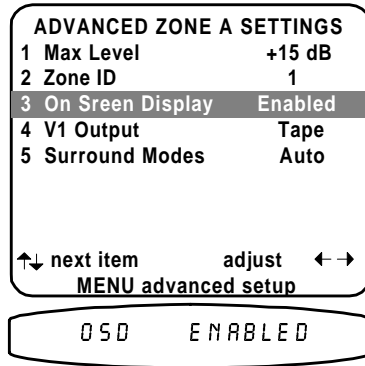 ADVANCED ZONE A SETTINGS
1 Max Level +15 dB
2 Zone ID 1
3 On Sreen Display Enabled
4 V1 Output Tape
5 Surround Modes Auto
↑↓ next item adjust ← →
MENU advanced setup
OSD ENABLED